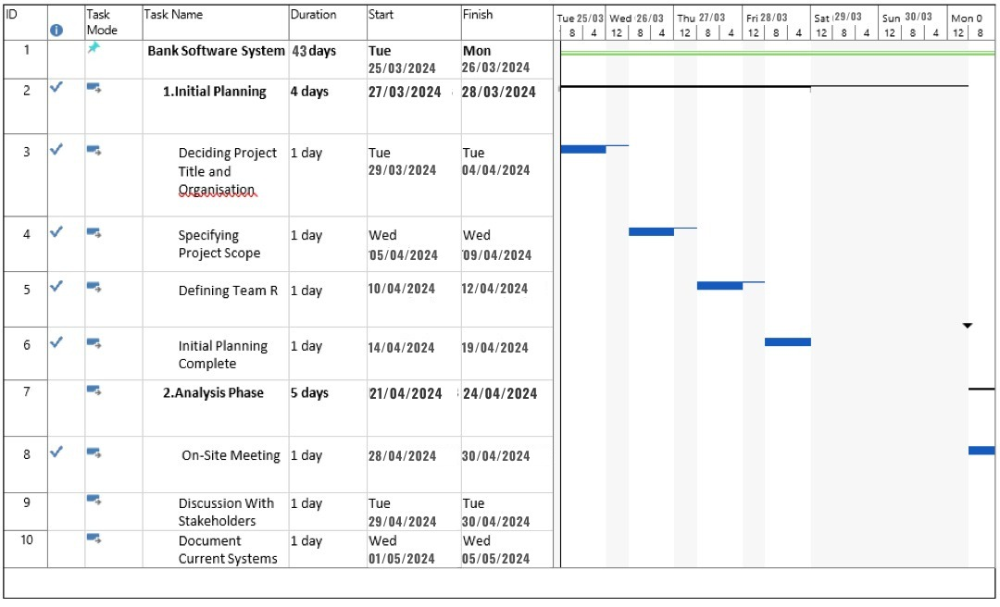 ID Task Mode Task Name Duration Start Finish Tue 25/03 Wed 26/03 Thu 27/03 Fri 28/03 Sat 29/03 Sun 30/03 Mon 0
8 4 12 8 4 12 8 4 12 8 4 12 8 4 12 8 4 12 8
1 Bank Software System 43 days Tue 25/03/2024 Mon 26/03/2024
2 1.Initial Planning 4 days 27/03/2024 28/03/2024
3 Deciding Project Title and Organisation 1 day Tue 29/03/2024 Tue 04/04/2024
4 Specifying Project Scope 1 day Wed 05/04/2024 Wed 09/04/2024
5 Defining Team R 1 day 10/04/2024 12/04/2024
6 Initial Planning Complete 1 day 14/04/2024 19/04/2024
7 2.Analysis Phase 5 days 21/04/2024 24/04/2024
8 On-Site Meeting 1 day 28/04/2024 30/04/2024
9 Discussion With Stakeholders 1 day Tue 29/04/2024 Tue 30/04/2024
10 Document Current Systems 1 day Wed 01/05/2024 Wed 05/05/2024